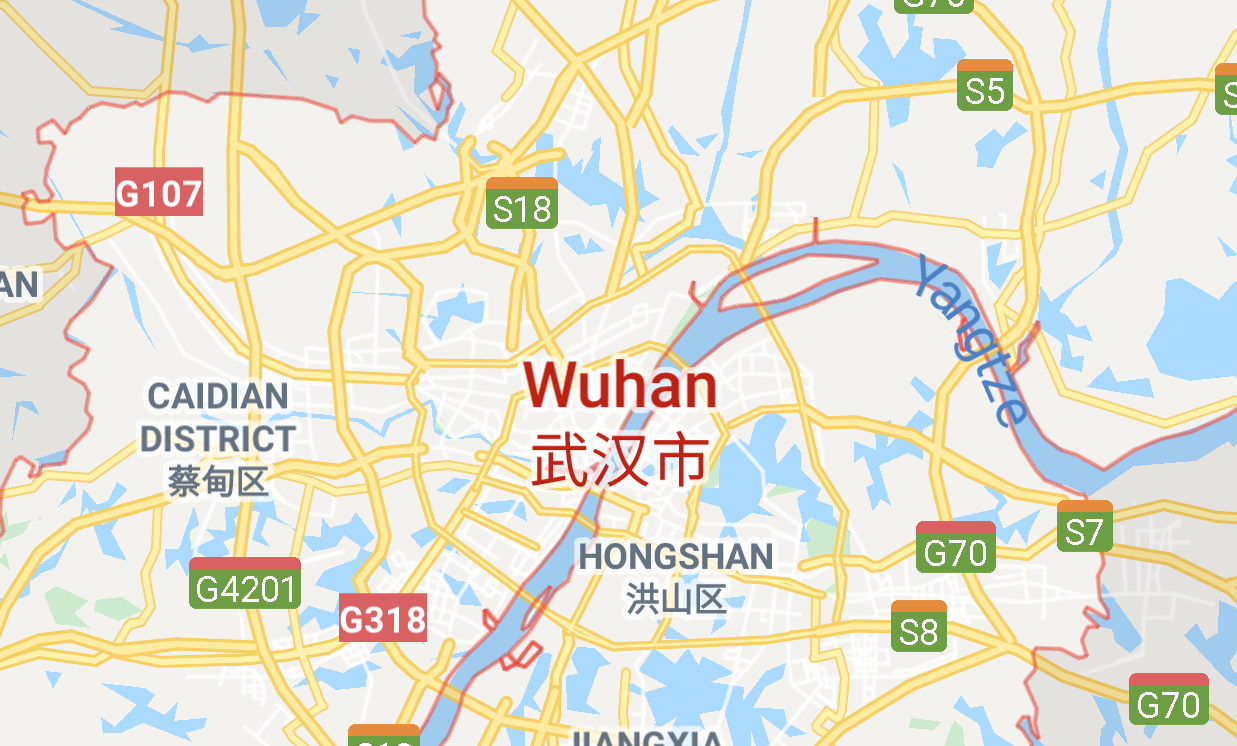 S5
G107
S18
AN
Yangtze
Wuhan
武汉市
CAIDIAN
DISTRICT
蔡甸区
S7
HONGSHAN
洪山区
G70
G4201
G318
S8
G70